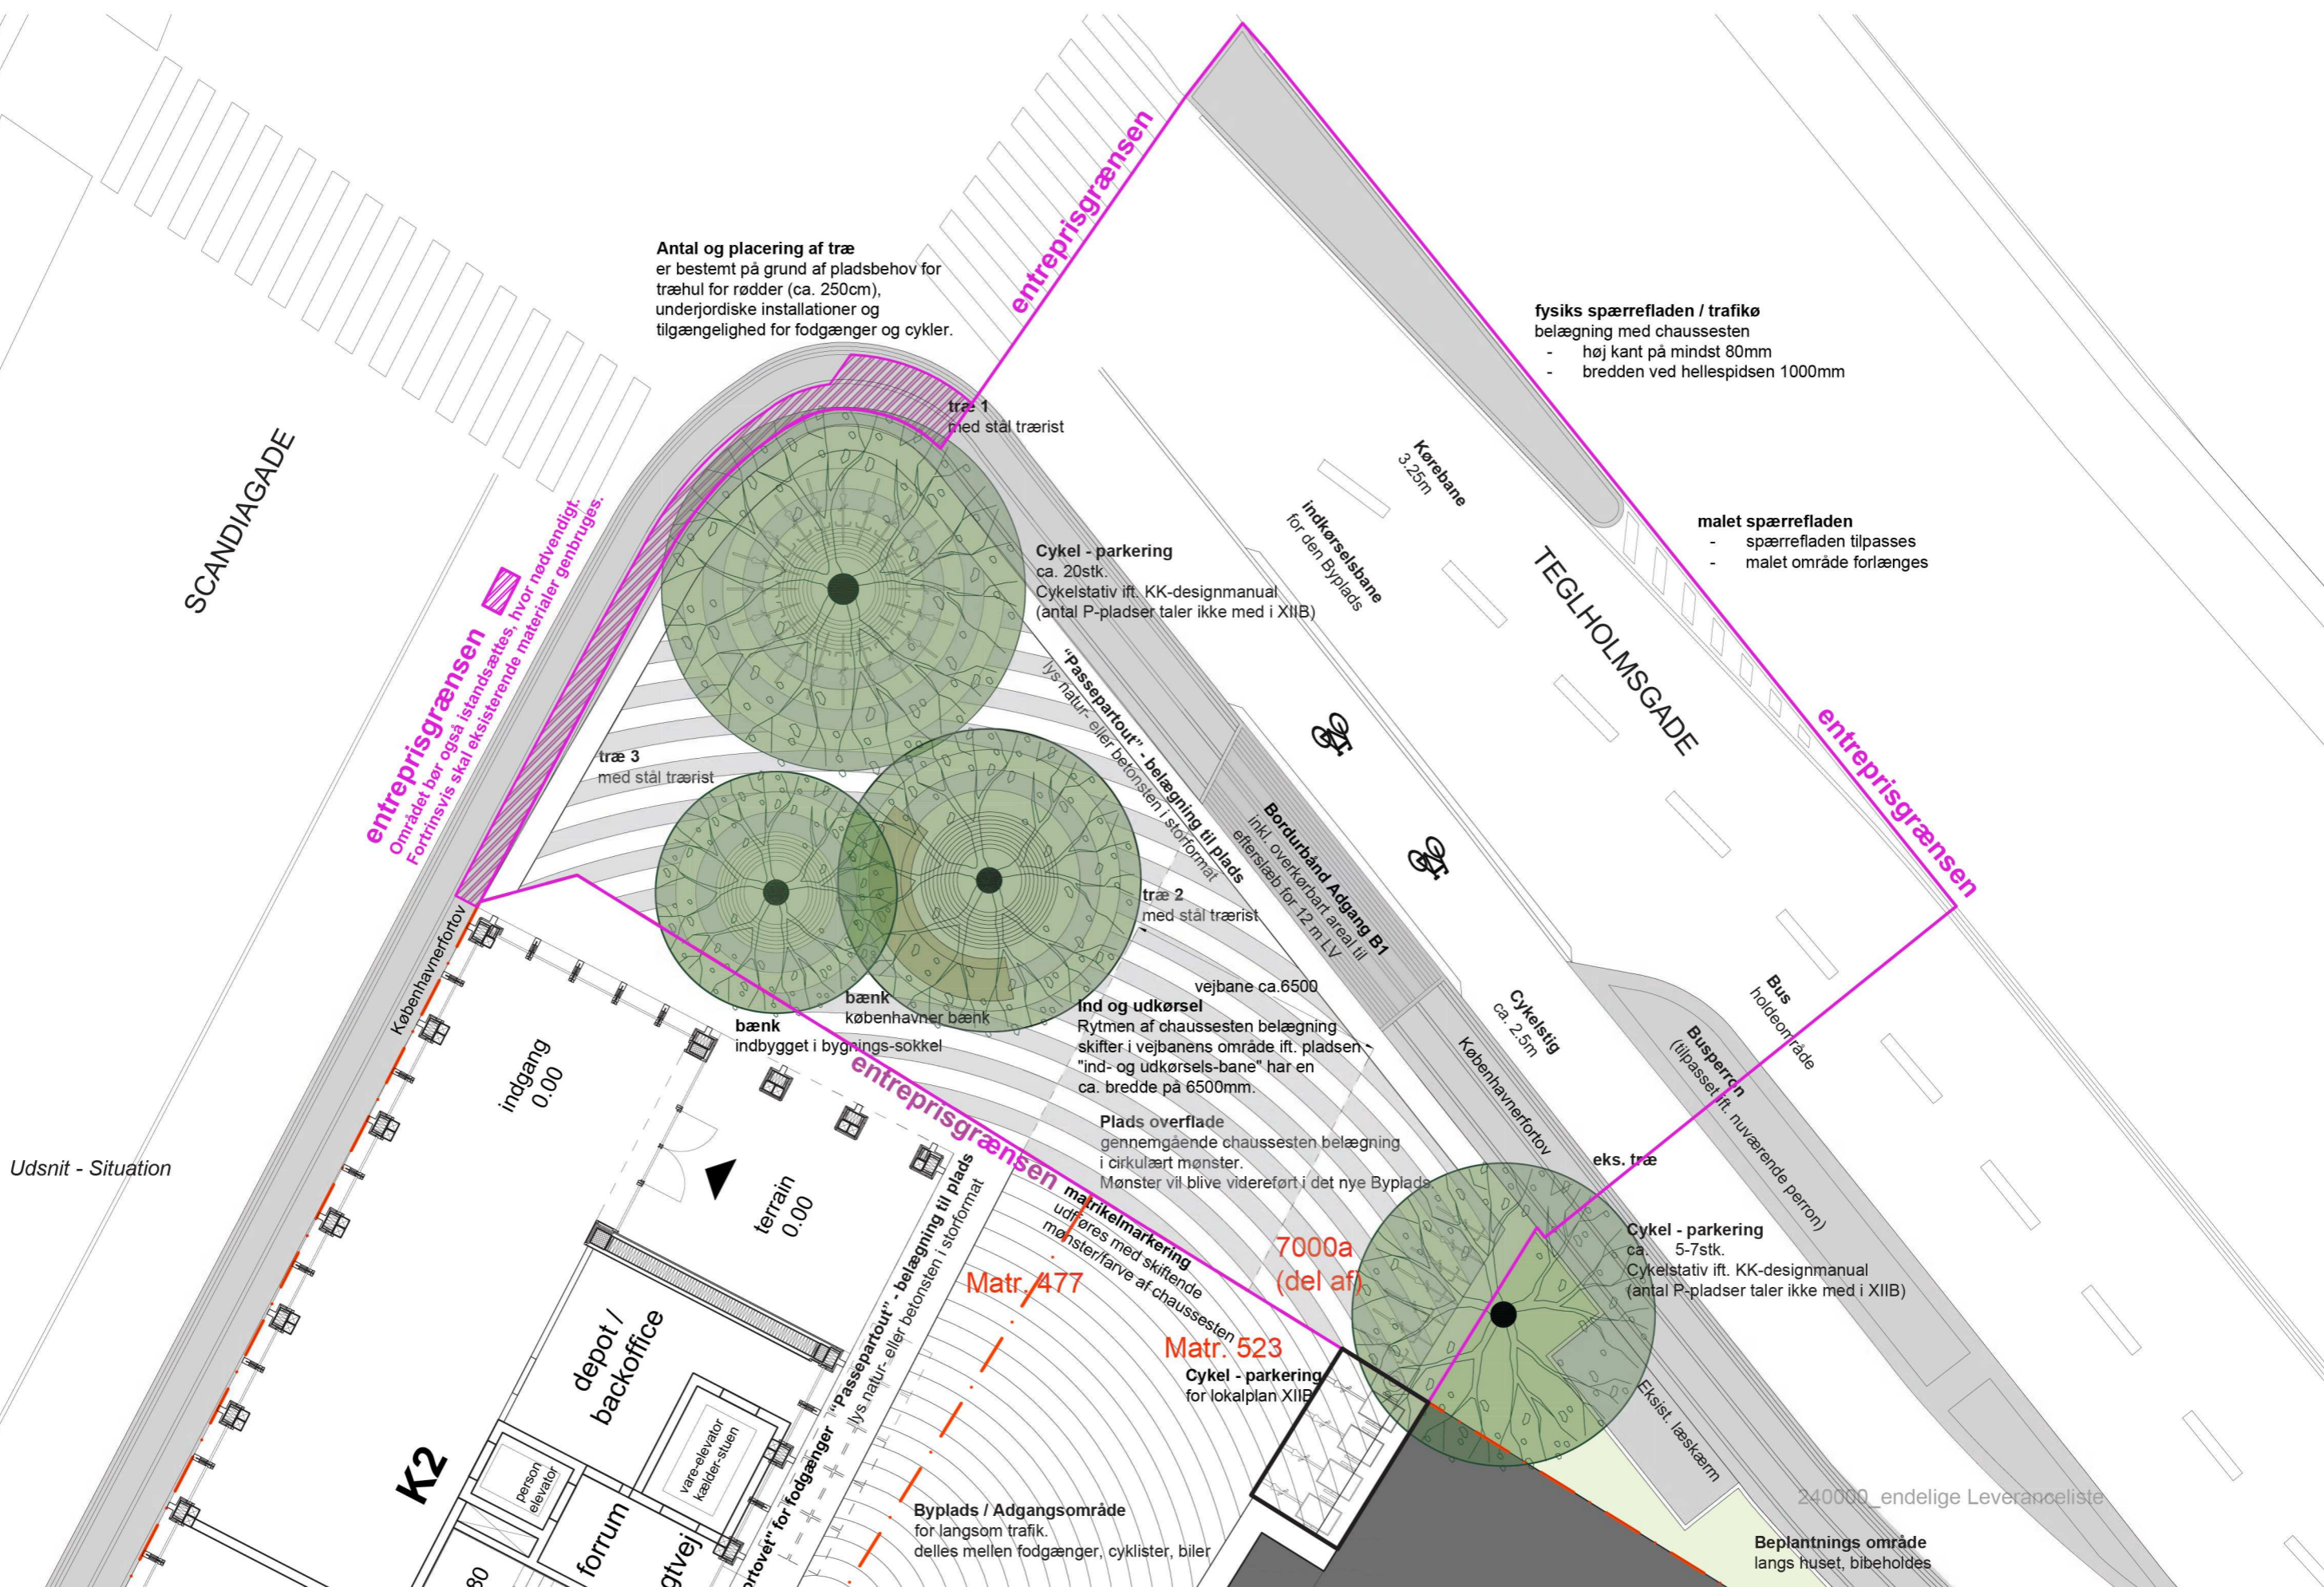 Antal og placering af træ
er bestemt på grund af pladsbehov for
træhul for rødder (ca. 250cm),
underjordiske installationer og
tilgængelighed for fodgænger og cykler.
entreprisgrænsen
fysiks spærrefladen / trafikø
belægning med chaussesten
- høj kant på mindst 80mm
- bredden ved hellespidsen 1000mm
træ 1
med stål trærist
SCANDIAGADE
Kørebane
3.25m
indkørselsbane
for den Byplads
malet spærrefladen
- spærrefladen tilpasses
- malet område forlænges
TEGLHOLMSGADE
Cykel - parkering
ca. 20stk.
Cykelstativ ift. KK-designmanual
(antal P-pladser taler ikke med i XIIB)
entreprisgrænsen
Området bør også istandsættes, hvor nødvendigt.
Fortrinsvis skal eksisterende materialer genbruges.
"Passepartout" - belægning til plads
lys natur- eller betonsten i storformat
træ 3
med stål trærist
entreprisgrænsen
Bordurbånd Adgang B1
inkl. overkørbart areal til
efterslæb for 12 m LV
træ 2
med stål trærist
Københavnerfortov
vejbane ca.6500
Ind og udkørsel
Rytmen af chaussesten belægning
skifter i vejbanens område ift. pladsen
"ind- og udkørsels-bane" har en
ca. bredde på 6500mm.
bænk
københavner bænk
bænk
indbygget i bygnings-sokkel
Cykelstig
ca. 2.5m
Bus
holdeområde
Busperron
(tilpasset ift. nuværende perron)
Københavnerfortov
indgang
0.00
entreprisgrænsen
Plads overflade
gennemgående chaussesten belægning
i cirkulært mønster.
Mønster vil blive videreført i det nye Byplads.
eks. træ
Udsnit - Situation
terrain
0.00
matrikelmarkering
udføres med skiftende
mønster/farve af chaussesten
7000a
(del af)
Matr. 477
Cykel - parkering
ca. 5-7stk.
Cykelstativ ift. KK-designmanual
(antal P-pladser taler ikke med i XIIB)
"Passepartout" - belægning til plads
lys natur- eller betonsten i storformat
Matr. 523
Cykel - parkering
for lokalplan XIIB
depot /
backoffice
Eksist. læskærm
K2
person
elevator
vare-elevator
kælder-stuen
ortovet" for fodgænger
forrum
gtvej
80
Byplads / Adgangsområde
for langsom trafik.
delles mellen fodgænger, cyklister, biler
240000_endelige Leveranceliste
Beplantnings område
langs huset, bibeholdes